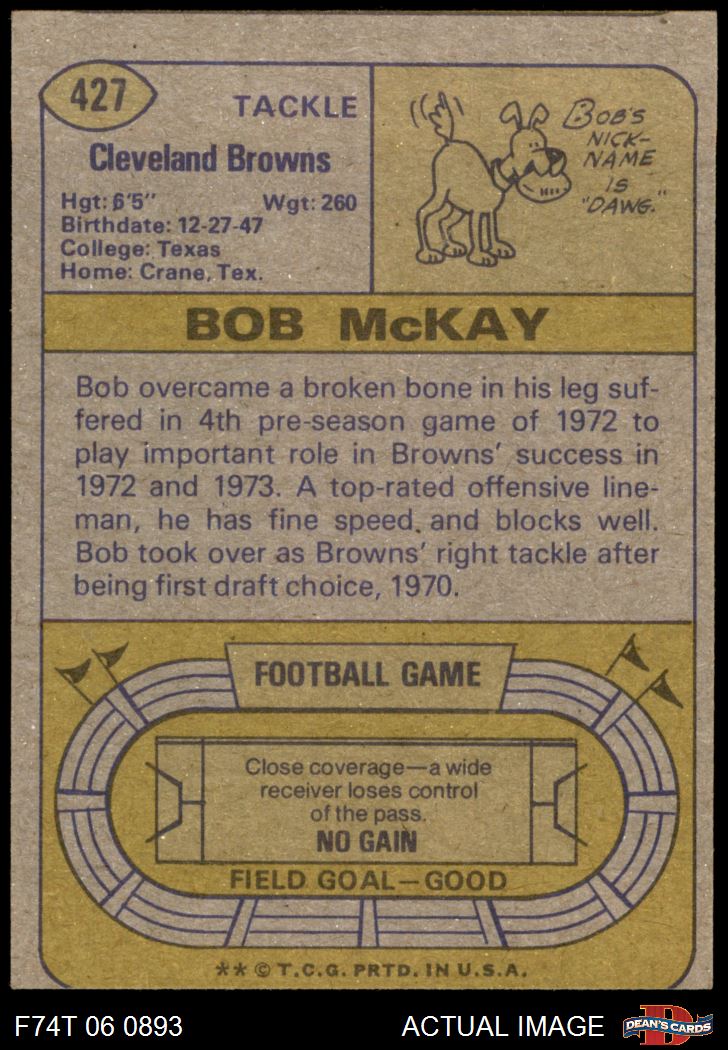 427
TACKLE
Cleveland Browns
Hgt: 6'5" Wgt: 260
Birthdate: 12-27-47
College: Texas
Home: Crane, Tex.
BOB'S
NICK-
NAME
IS
"DAWG."
BOB McKAY
Bob overcame a broken bone in his leg suf-
fered in 4th pre-season game of 1972 to
play important role in Browns' success in
1972 and 1973. A top-rated offensive line-
man, he has fine speed and blocks well.
Bob took over as Browns' right tackle after
being first draft choice, 1970.
FOOTBALL GAME
Close coverage—a wide
receiver loses control
of the pass.
NO GAIN
FIELD GOAL—GOOD
** © T.C.G. PRTD. IN U.S.A.
F74T 06 0893 ACTUAL IMAGE
D
DEAN'S CARDS